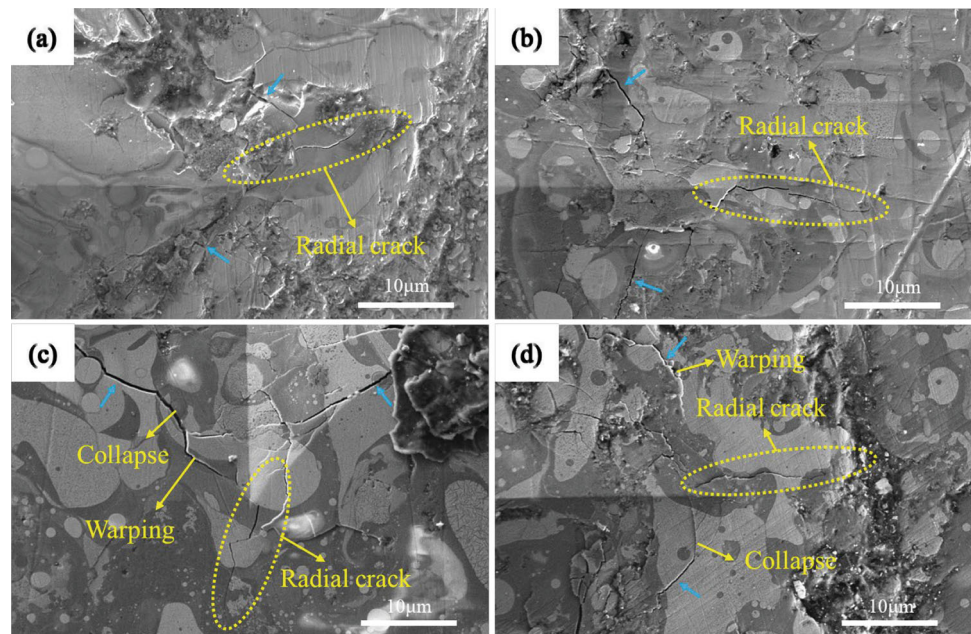 (a)
Radial crack
10μm
(b)
Radial crack
10μm
(c)
Collapse
Warping
Radial crack
10μm
(d)
Warping
Radial crack
Collapse
10μm